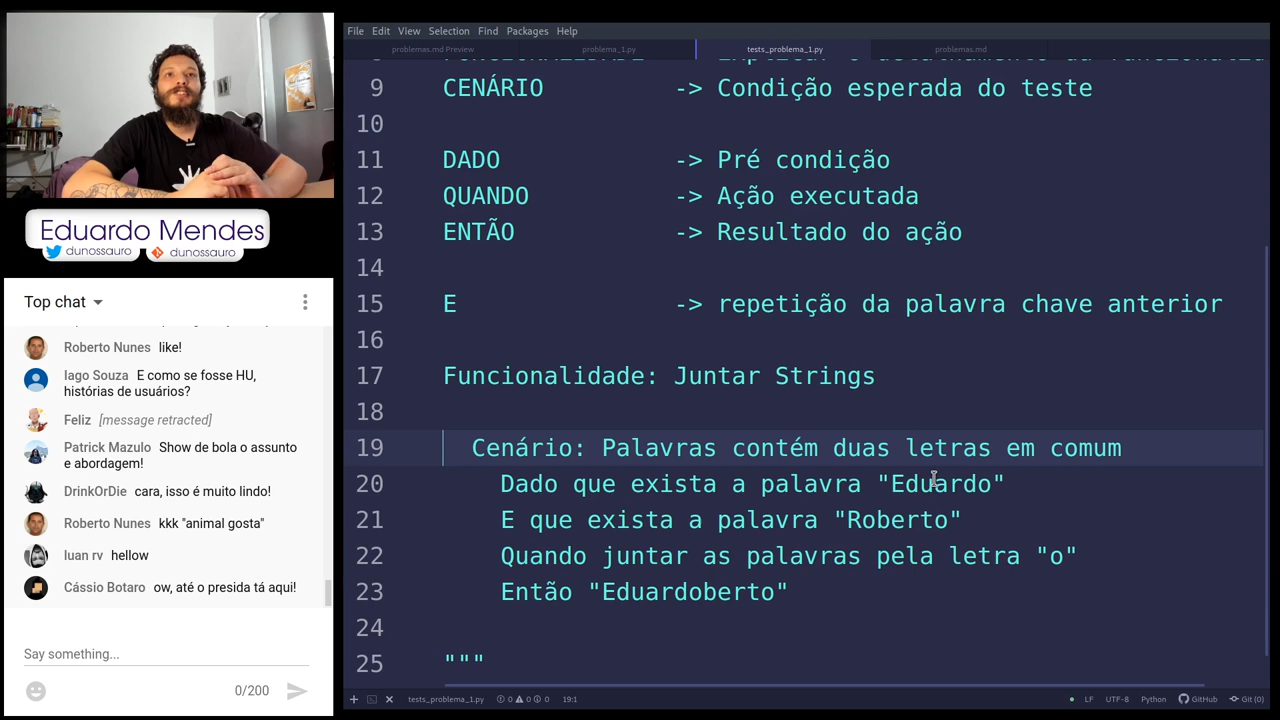 File Edit View Selection Find Packages Help
problemas.md Preview
problema_1.py
tests_problema_1.py
problemas.md
9 CENÁRIO -> Condição esperada do teste
10
11 DADO -> Pré condição
12 QUANDO -> Ação executada
13 ENTÃO -> Resultado do ação
14
15 E -> repetição da palavra chave anterior
16
17 Funcionalidade: Juntar Strings
18
19 Cenário: Palavras contém duas letras em comum
20 Dado que exista a palavra "Eduardo"
21 E que exista a palavra "Roberto"
22 Quando juntar as palavras pela letra "o"
23 Então "Eduardoberto"
24
25 """
tests_problema_1.py 0 0 0 19:1 LF UTF-8 Python GitHub Git (0)
Eduardo Mendes
dunossauro dunossauro
Top chat
Roberto Nunes like!
Iago Souza E como se fosse HU,
histórias de usuários?
Feliz [message retracted]
Patrick Mazulo Show de bola o assunto
e abordagem!
DrinkOrDie cara, isso é muito lindo!
Roberto Nunes kkk "animal gosta"
luan rv hellow
Cássio Botaro ow, até o presida tá aqui!
Say something...
0/200